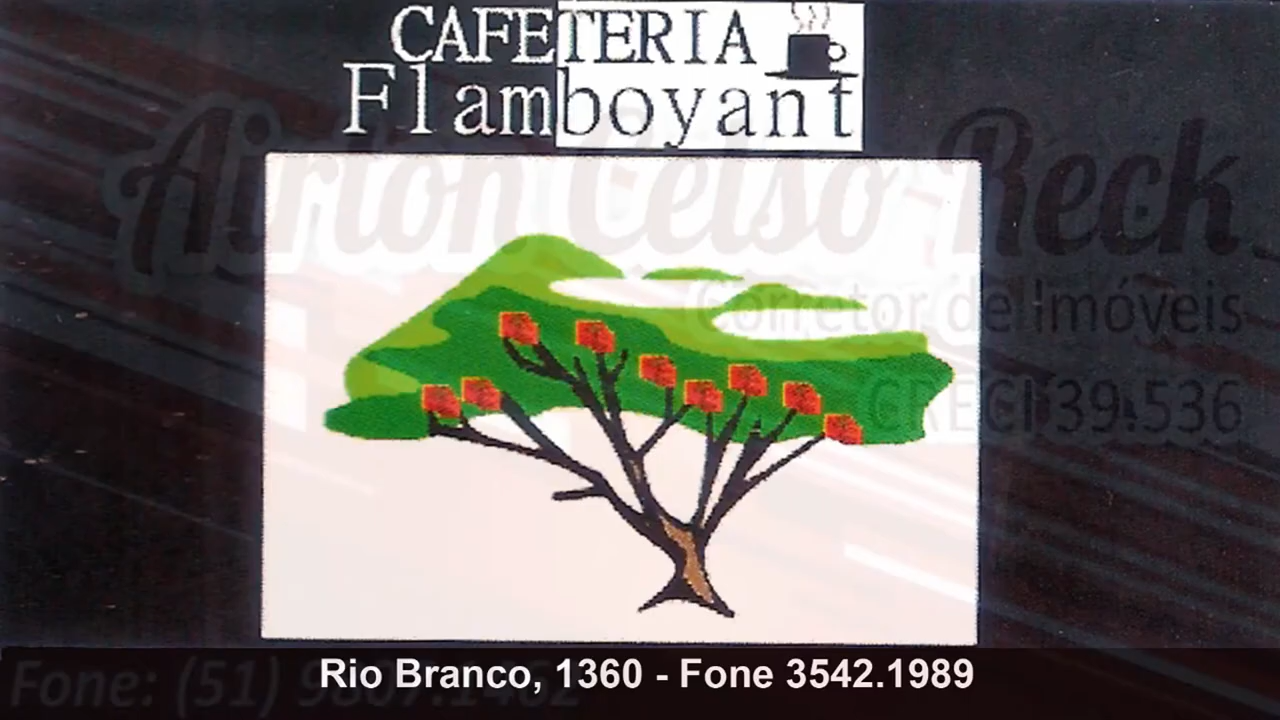 CAFETERIA
Flamboyant
Airton Celso Reck
Corretor de Imóveis
CRECI 39.536
Rio Branco, 1360 - Fone 3542.1989
Fone: (51)